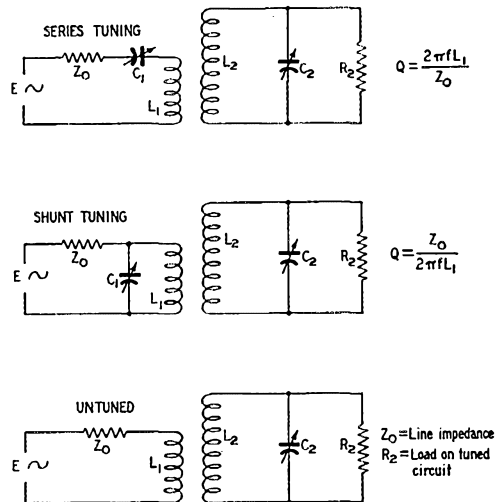 SERIES TUNING
E Z₀ C₁ L₁ L₂ C₂ R₂
Q = 2πfL₁ / Z₀
SHUNT TUNING
E Z₀ C₁ L₁ L₂ C₂ R₂
Q = Z₀ / 2πfL₁
UNTUNED
E Z₀ L₁ L₂ C₂ R₂
Z₀=Line impedance
R₂=Load on tuned
circuit